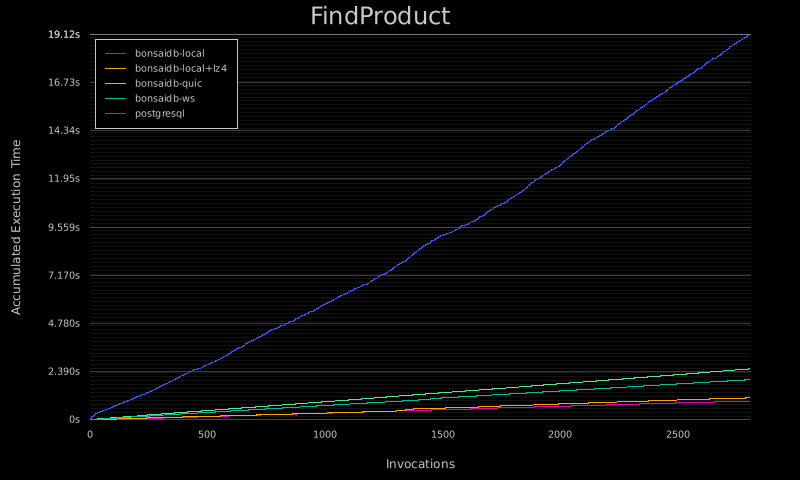 FindProduct
19.12s
16.73s
14.34s
11.95s
9.559s
7.170s
4.780s
2.390s
0s
Accumulated Execution Time
bonsaidb-local
bonsaidb-local+lz4
bonsaidb-quic
bonsaidb-ws
postgresql
0 500 1000 1500 2000 2500
Invocations